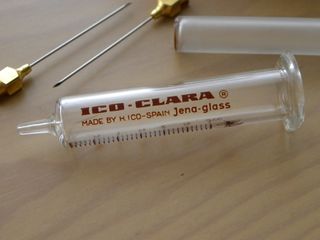 ICO-CLARA ®
MADE BY H.ICO-SPAIN jena-glass